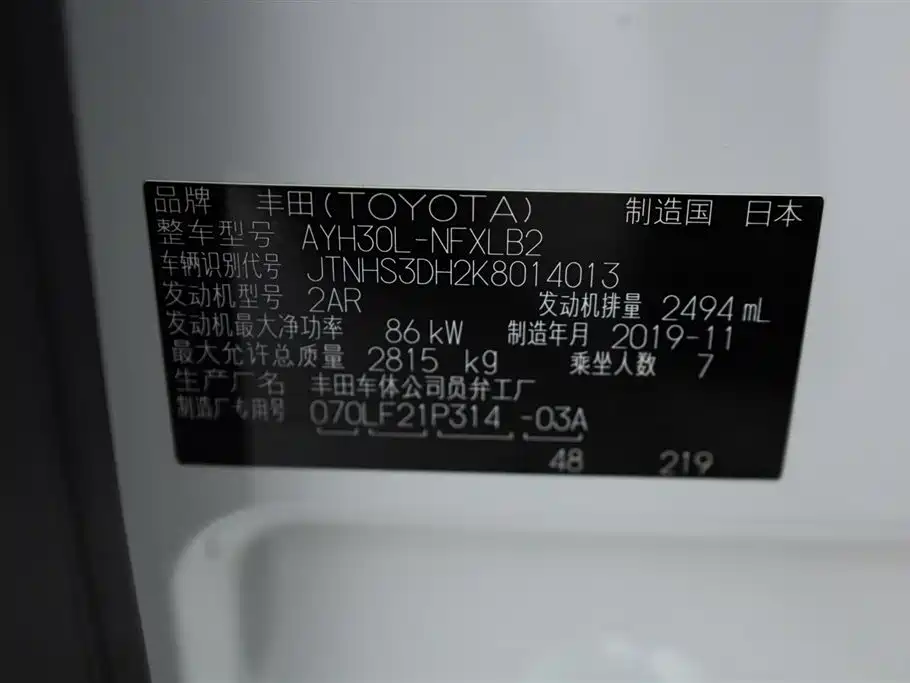 品牌 丰田(TOYOTA) 制造国 日本
整车型号 AYH30L-NFXLB2
车辆识别代号 JTNHS3DH2K8014013
发动机型号 2AR 发动机排量 2494 mL
发动机最大净功率 86 kW 制造年月 2019-11
最大允许总质量 2815 kg 乘坐人数 7
生产厂名 丰田车体公司员弁工厂
制造厂专用号 070LF21P314 -03A
48 219